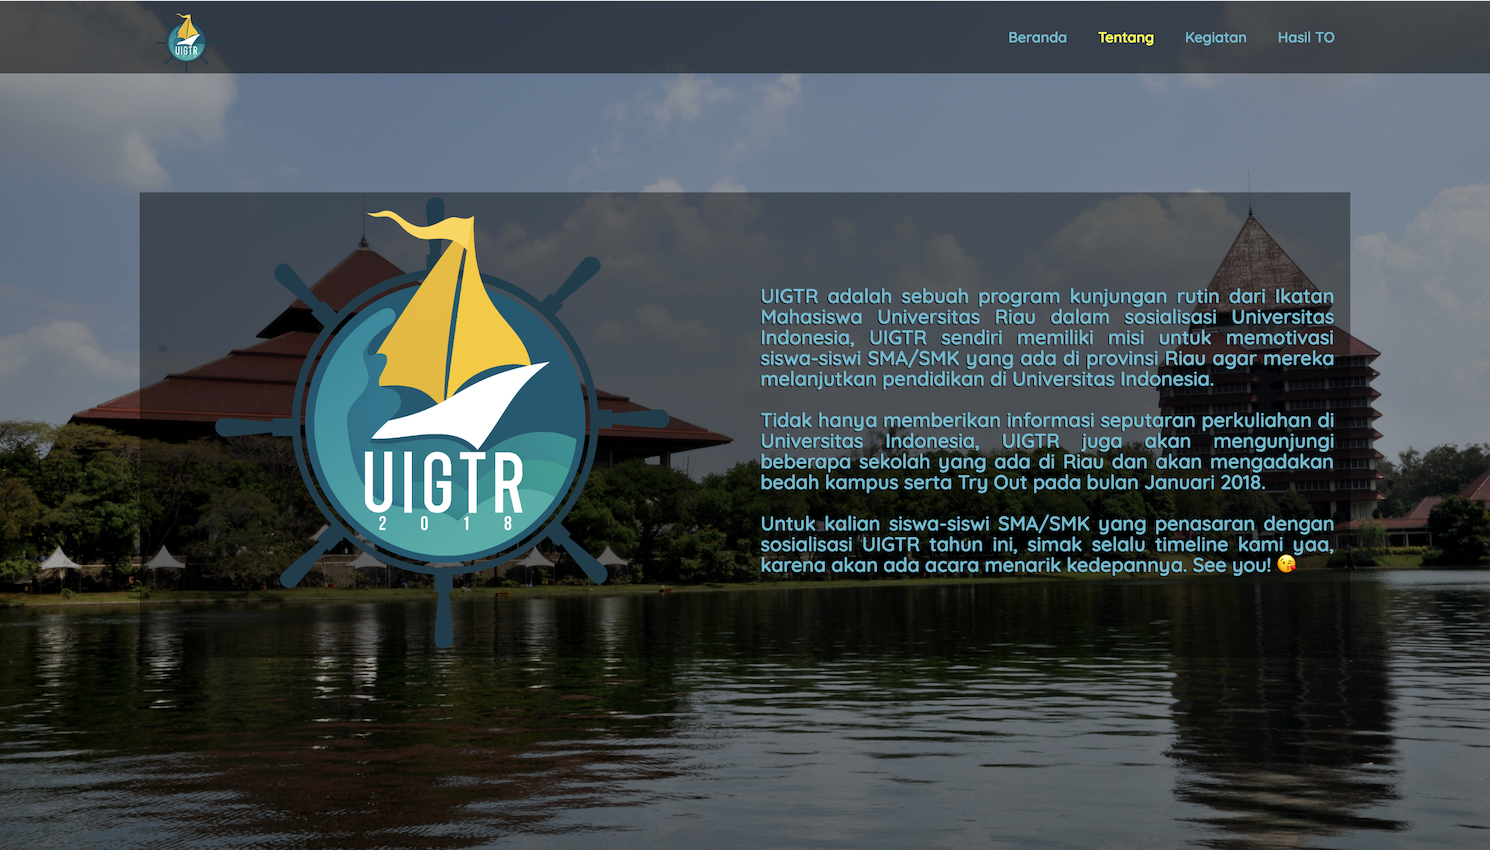 UIGTR
Beranda Tentang Kegiatan Hasil TO
UIGTR
2018
UIGTR adalah sebuah program kunjungan rutin dari Ikatan
Mahasiswa Universitas Riau dalam sosialisasi Universitas
Indonesia, UIGTR sendiri memiliki misi untuk memotivasi
siswa-siswi SMA/SMK yang ada di provinsi Riau agar mereka
melanjutkan pendidikan di Universitas Indonesia.
Tidak hanya memberikan informasi seputaran perkuliahan di
Universitas Indonesia, UIGTR juga akan mengunjungi
beberapa sekolah yang ada di Riau dan akan mengadakan
bedah kampus serta Try Out pada bulan Januari 2018.
Untuk kalian siswa-siswi SMA/SMK yang penasaran dengan
sosialisasi UIGTR tahun ini, simak selalu timeline kami yaa,
karena akan ada acara menarik kedepannya. See you! 😘